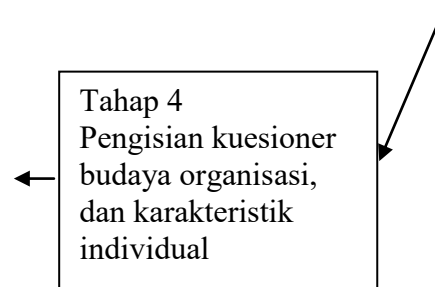 Tahap 4
Pengisian kuesioner
budaya organisasi,
dan karakteristik
individual